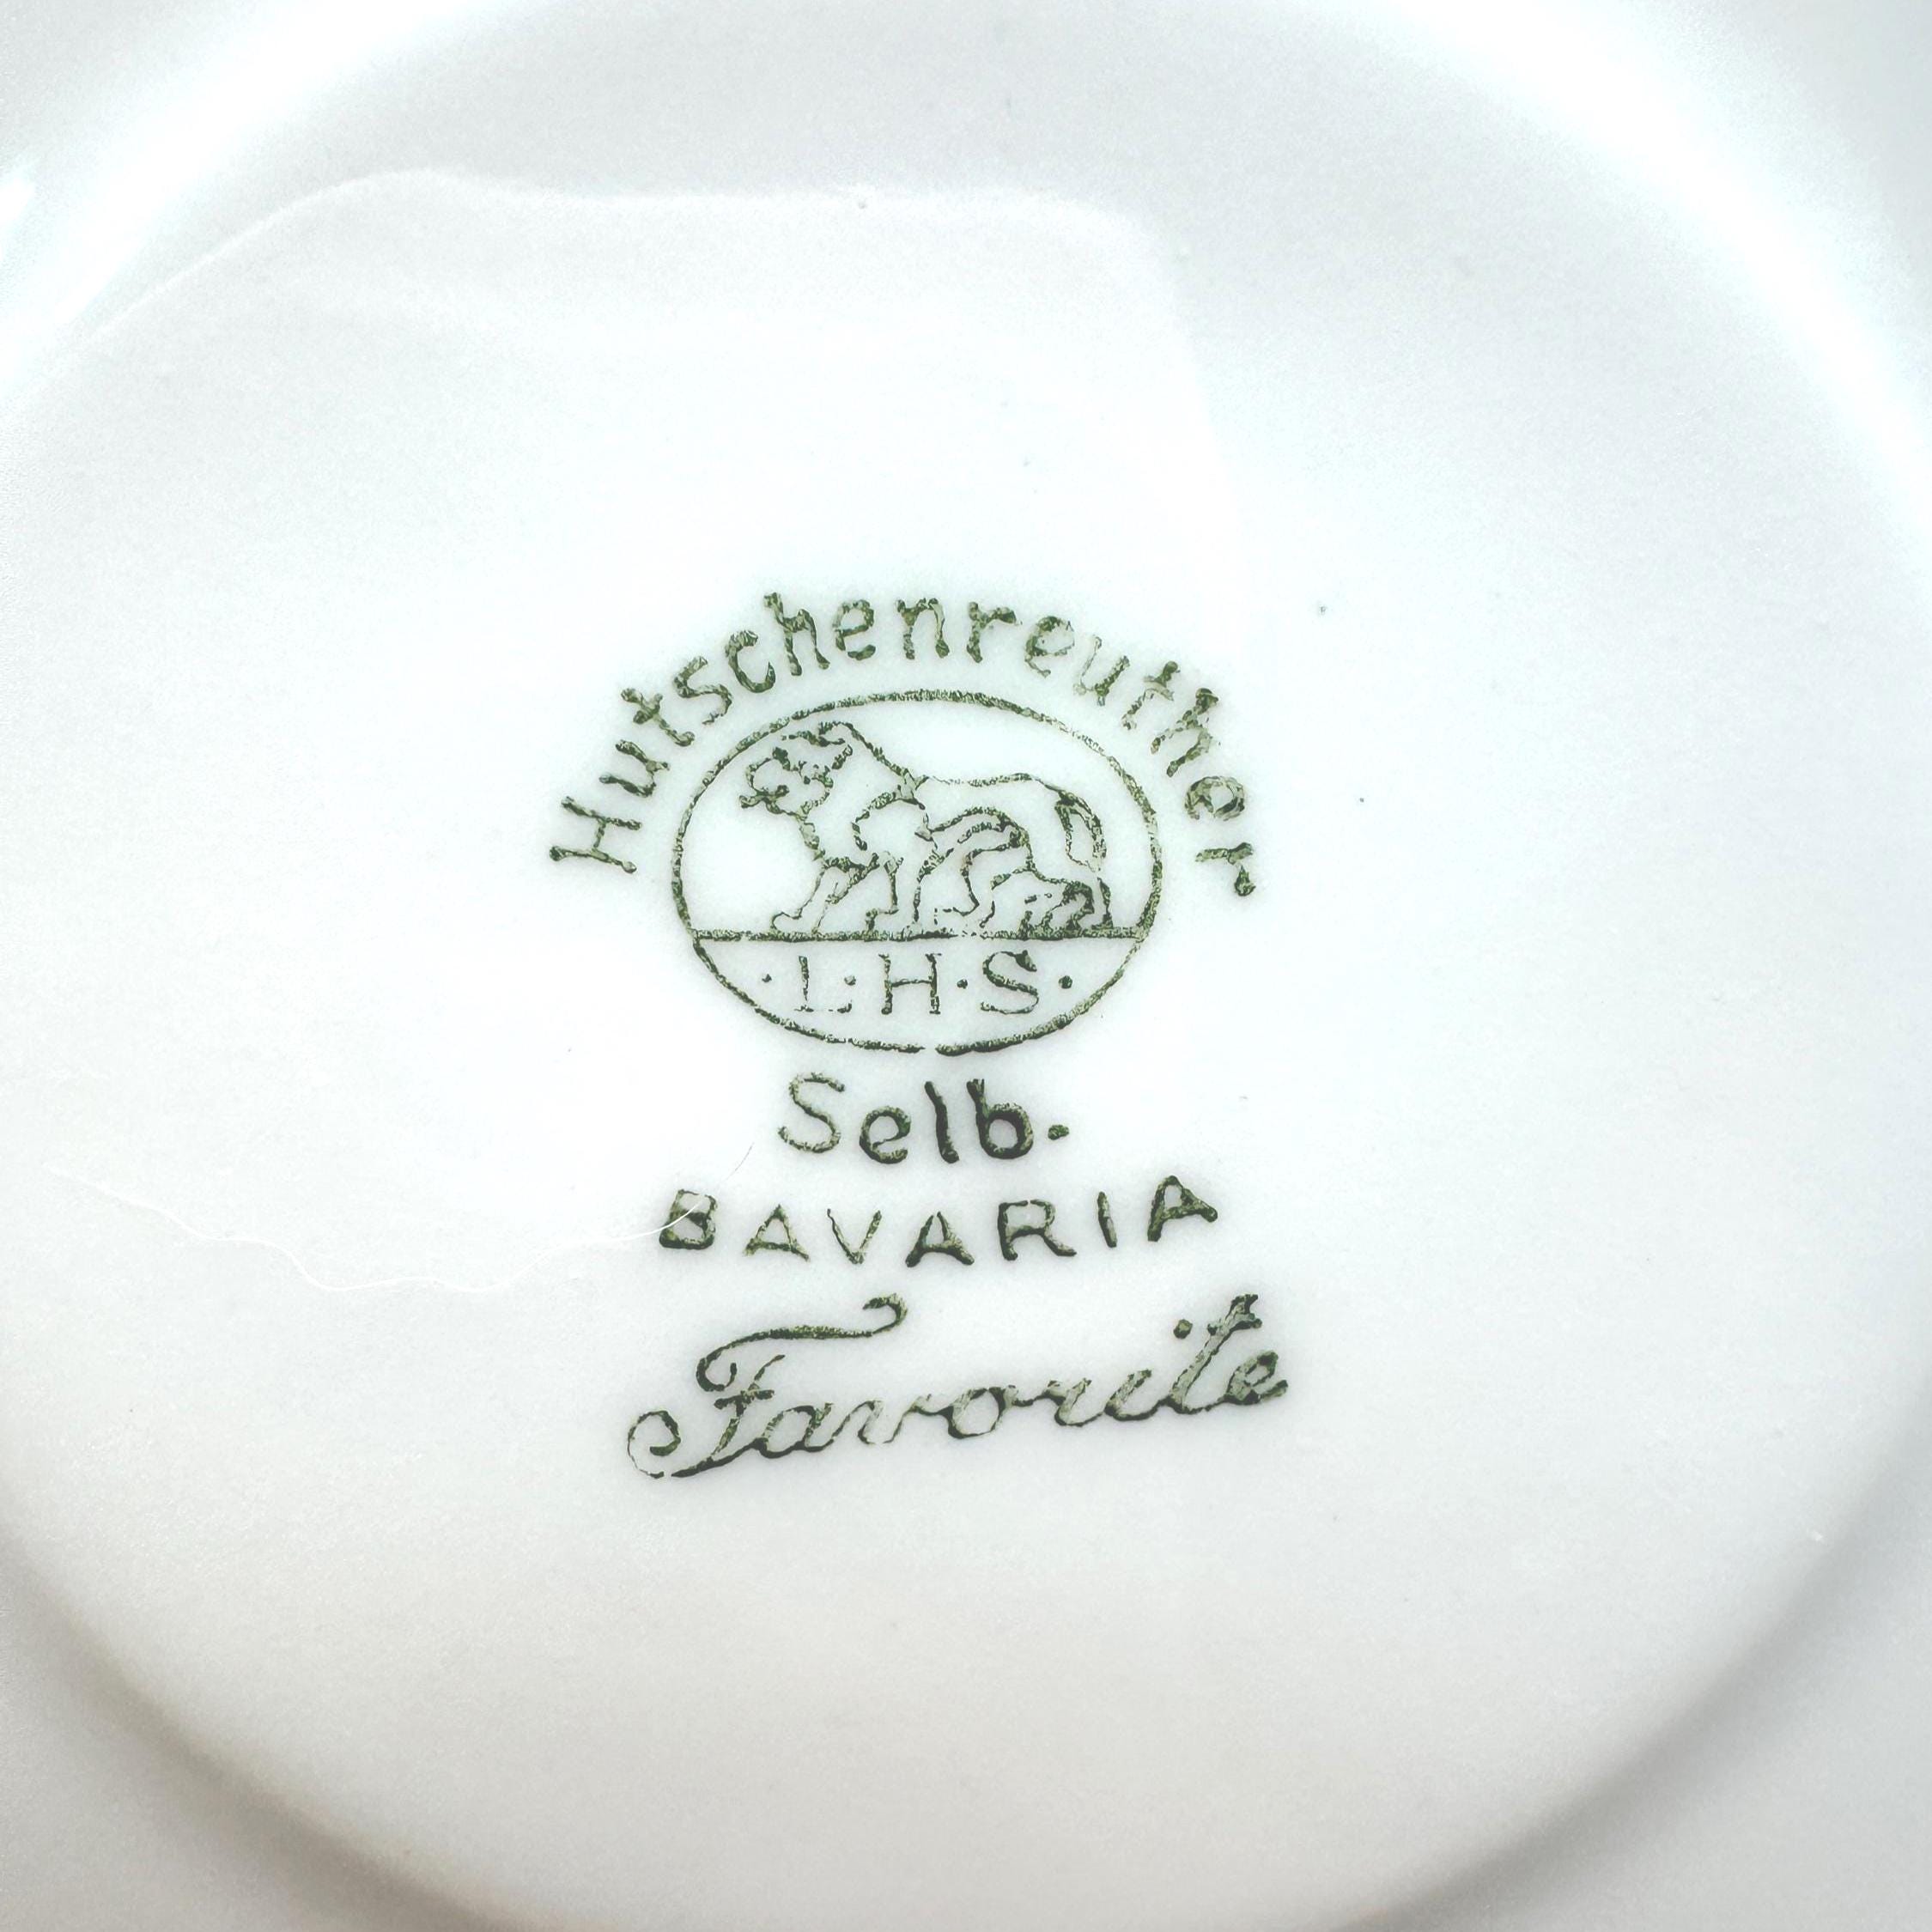 Hutschenreuther
·L·H·S·
Selb-
BAVARIA
Favorite